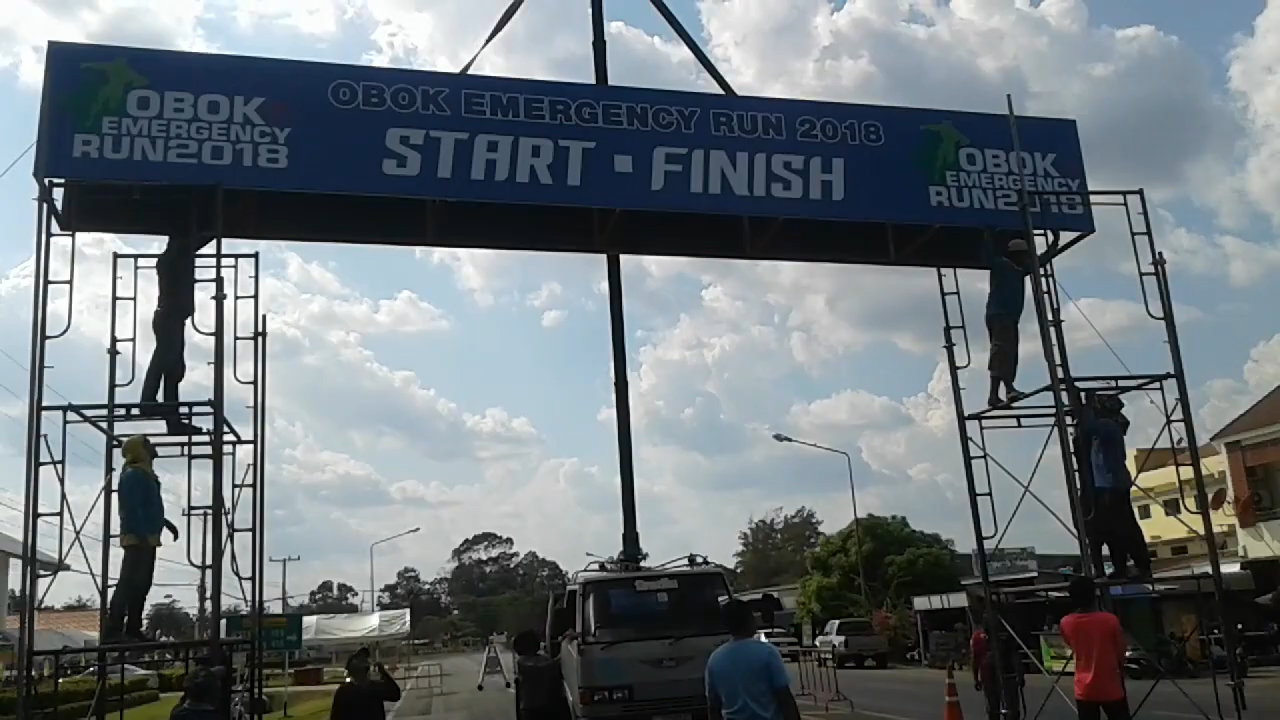 OBOK
EMERGENCY
RUN2018
OBOK EMERGENCY RUN 2018
START · FINISH
OBOK
EMERGENCY
RUN2018